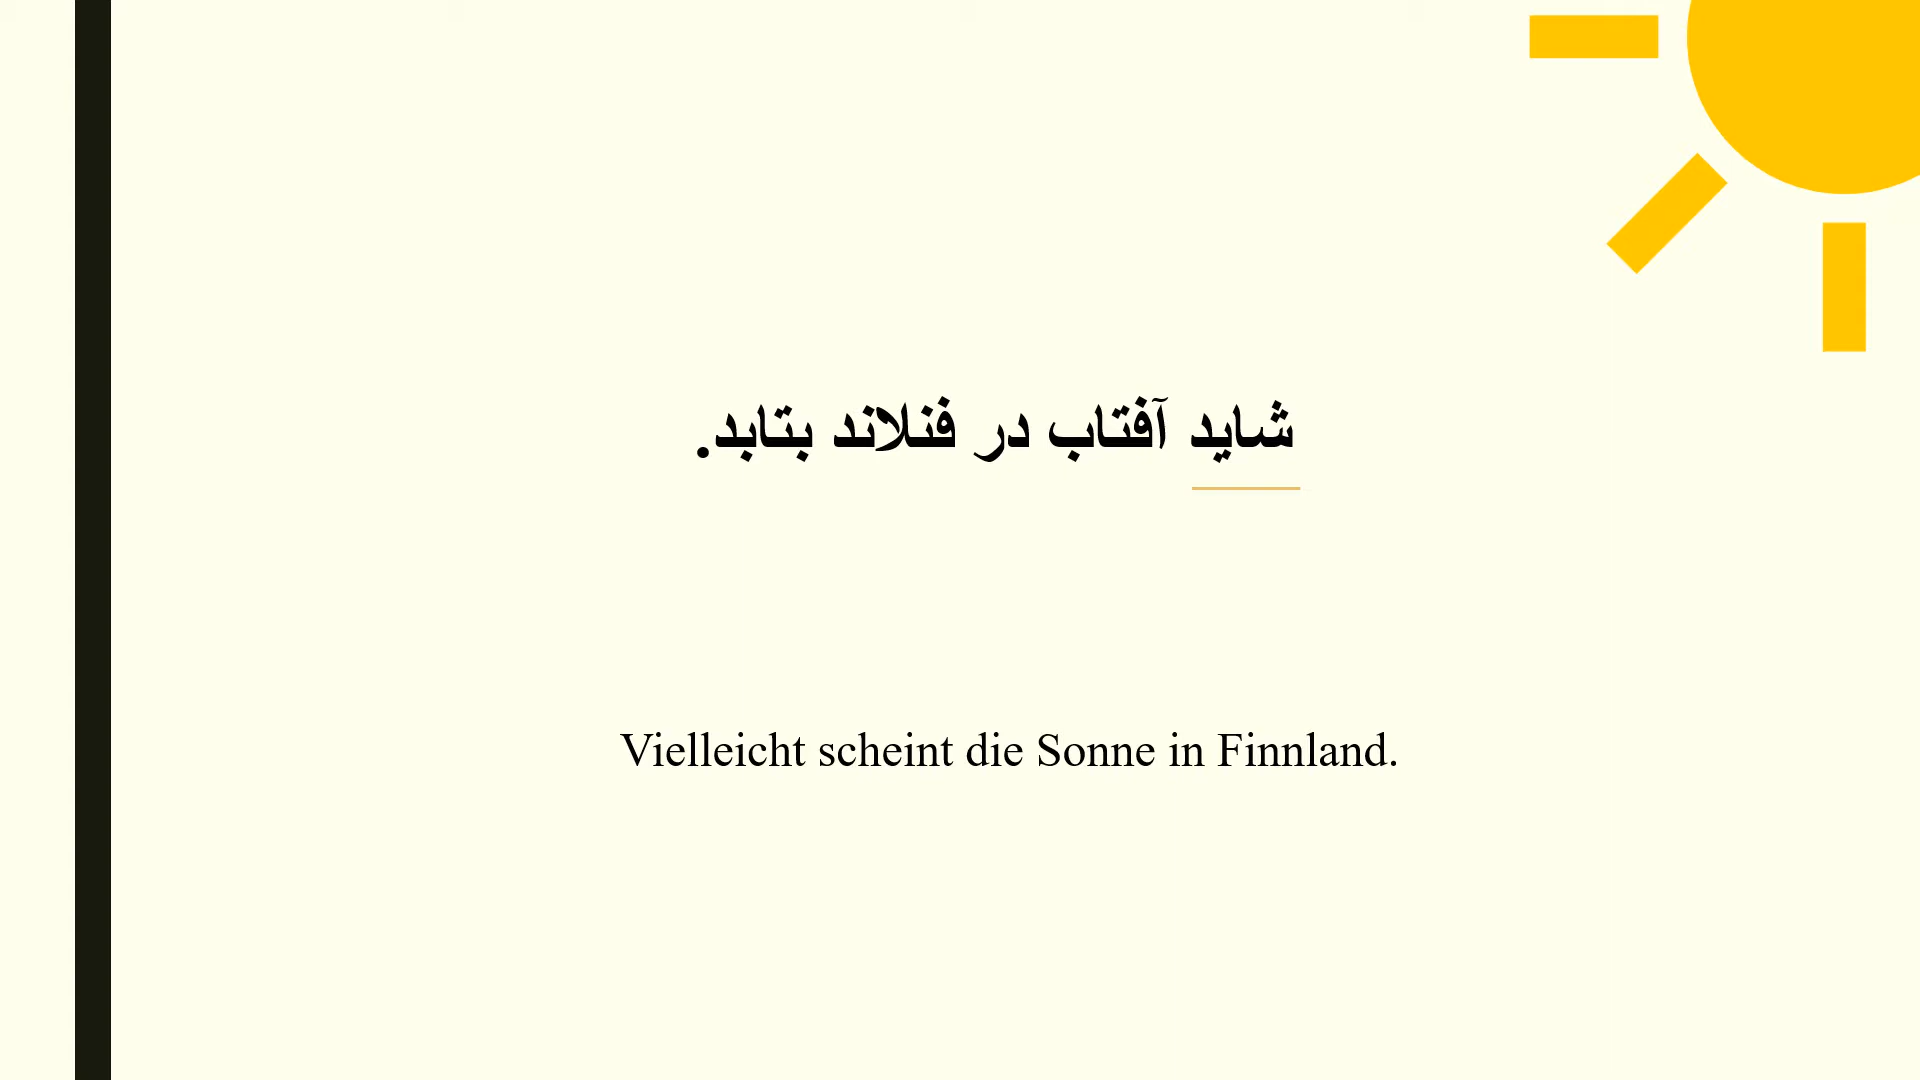 شاید آفتاب در فنلاند بتابد.
Vielleicht scheint die Sonne in Finnland.